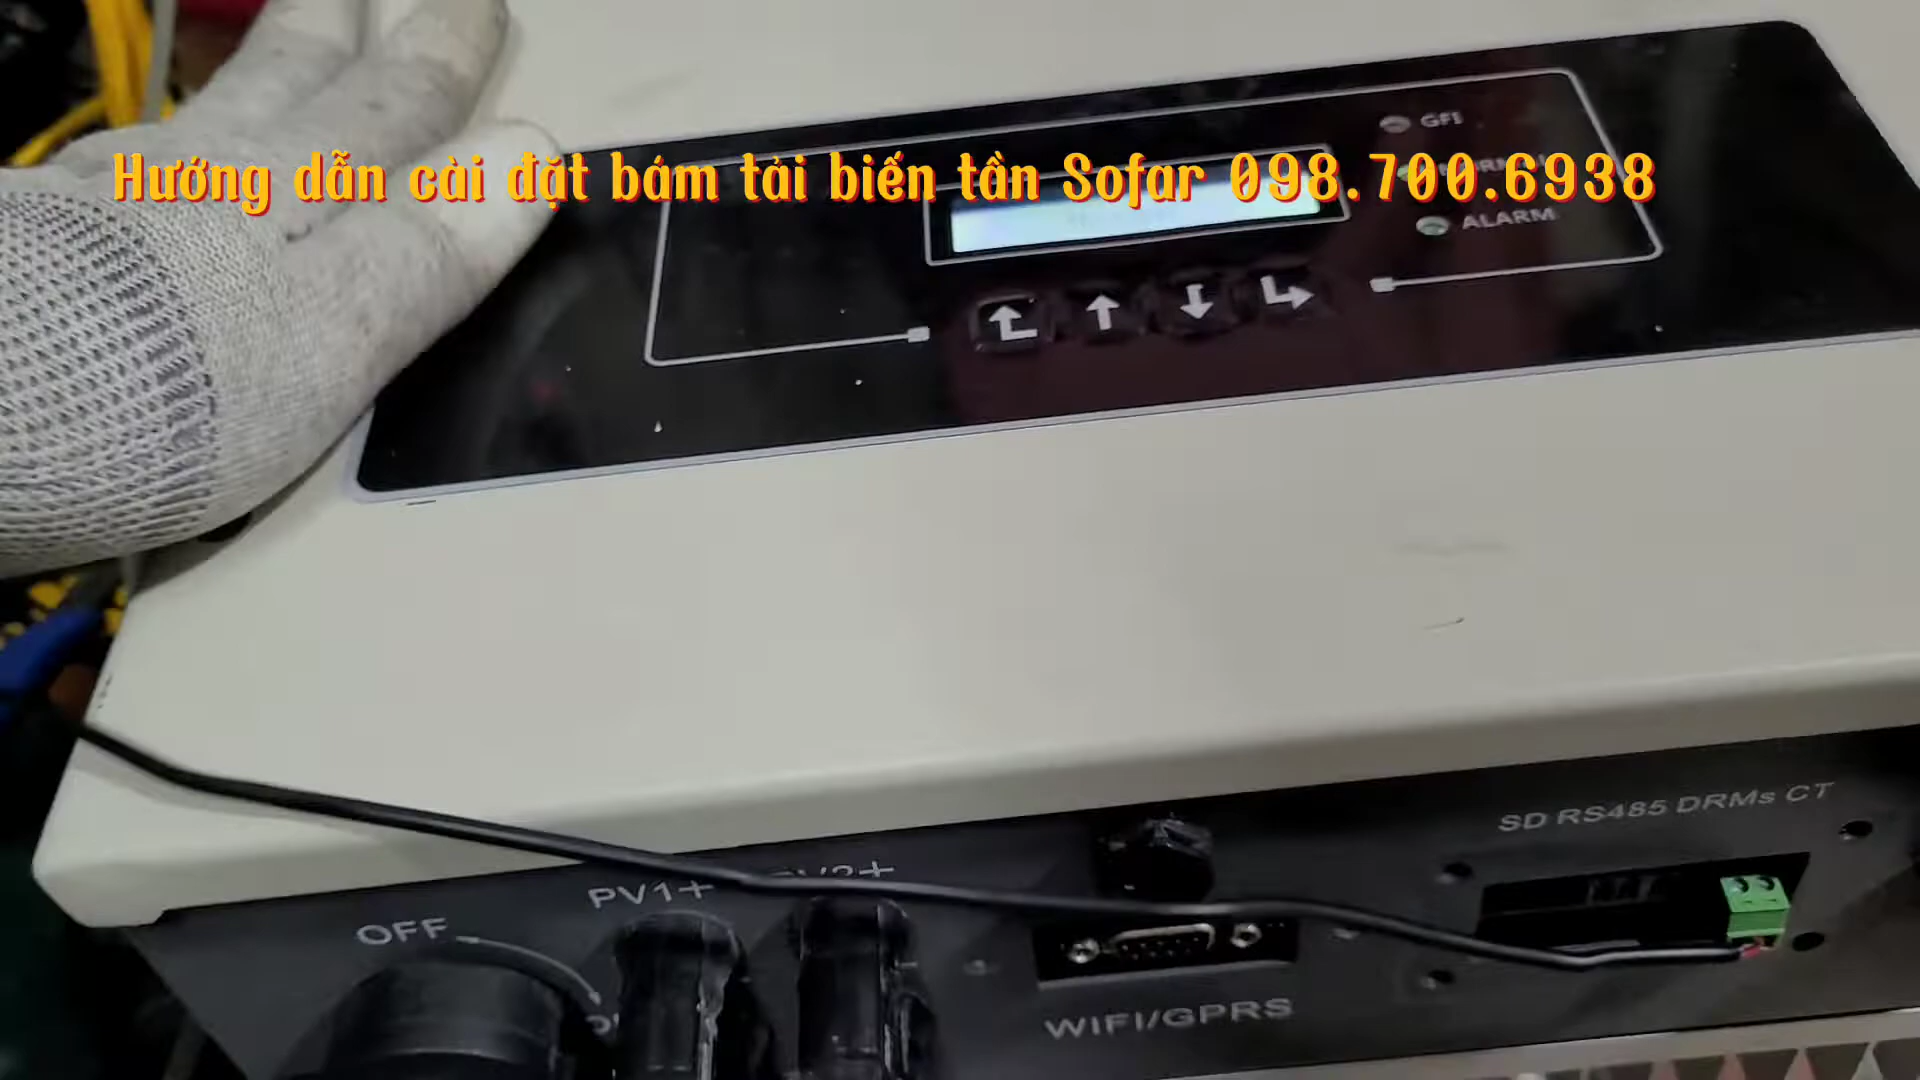 GFI
Hướng dẫn cài đặt bám tải biến tần Sofar 098.700.6938
ALARM
SD RS485 DRMs CT
PV1+
OFF
WIFI/GPRS